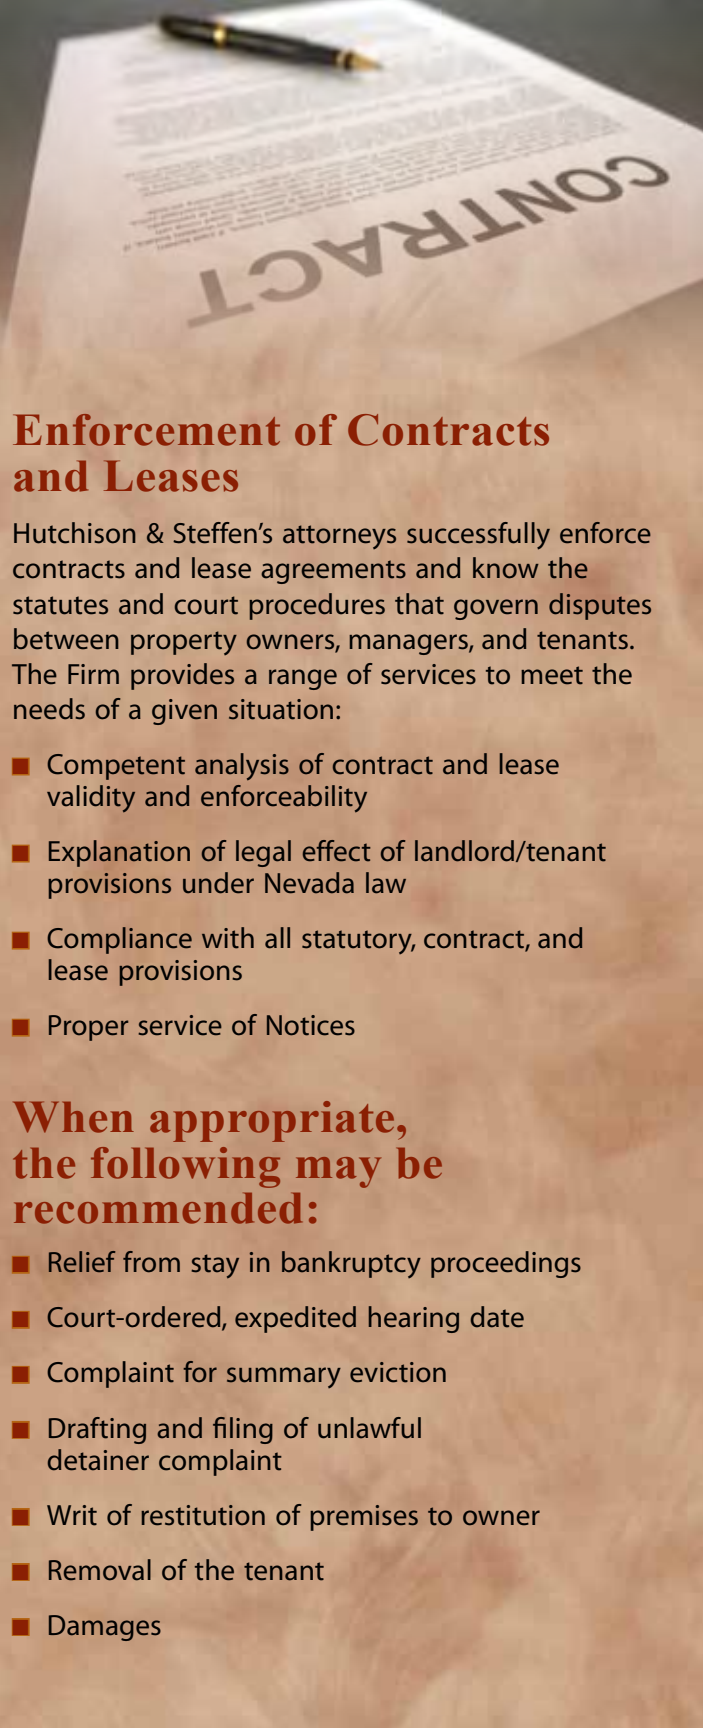 CONTRACT
Enforcement of Contracts
and Leases
Hutchison & Steffen’s attorneys successfully enforce
contracts and lease agreements and know the
statutes and court procedures that govern disputes
between property owners, managers, and tenants.
The Firm provides a range of services to meet the
needs of a given situation:
■ Competent analysis of contract and lease
validity and enforceability
■ Explanation of legal effect of landlord/tenant
provisions under Nevada law
■ Compliance with all statutory, contract, and
lease provisions
■ Proper service of Notices
When appropriate,
the following may be
recommended:
■ Relief from stay in bankruptcy proceedings
■ Court-ordered, expedited hearing date
■ Complaint for summary eviction
■ Drafting and filing of unlawful
detainer complaint
■ Writ of restitution of premises to owner
■ Removal of the tenant
■ Damages